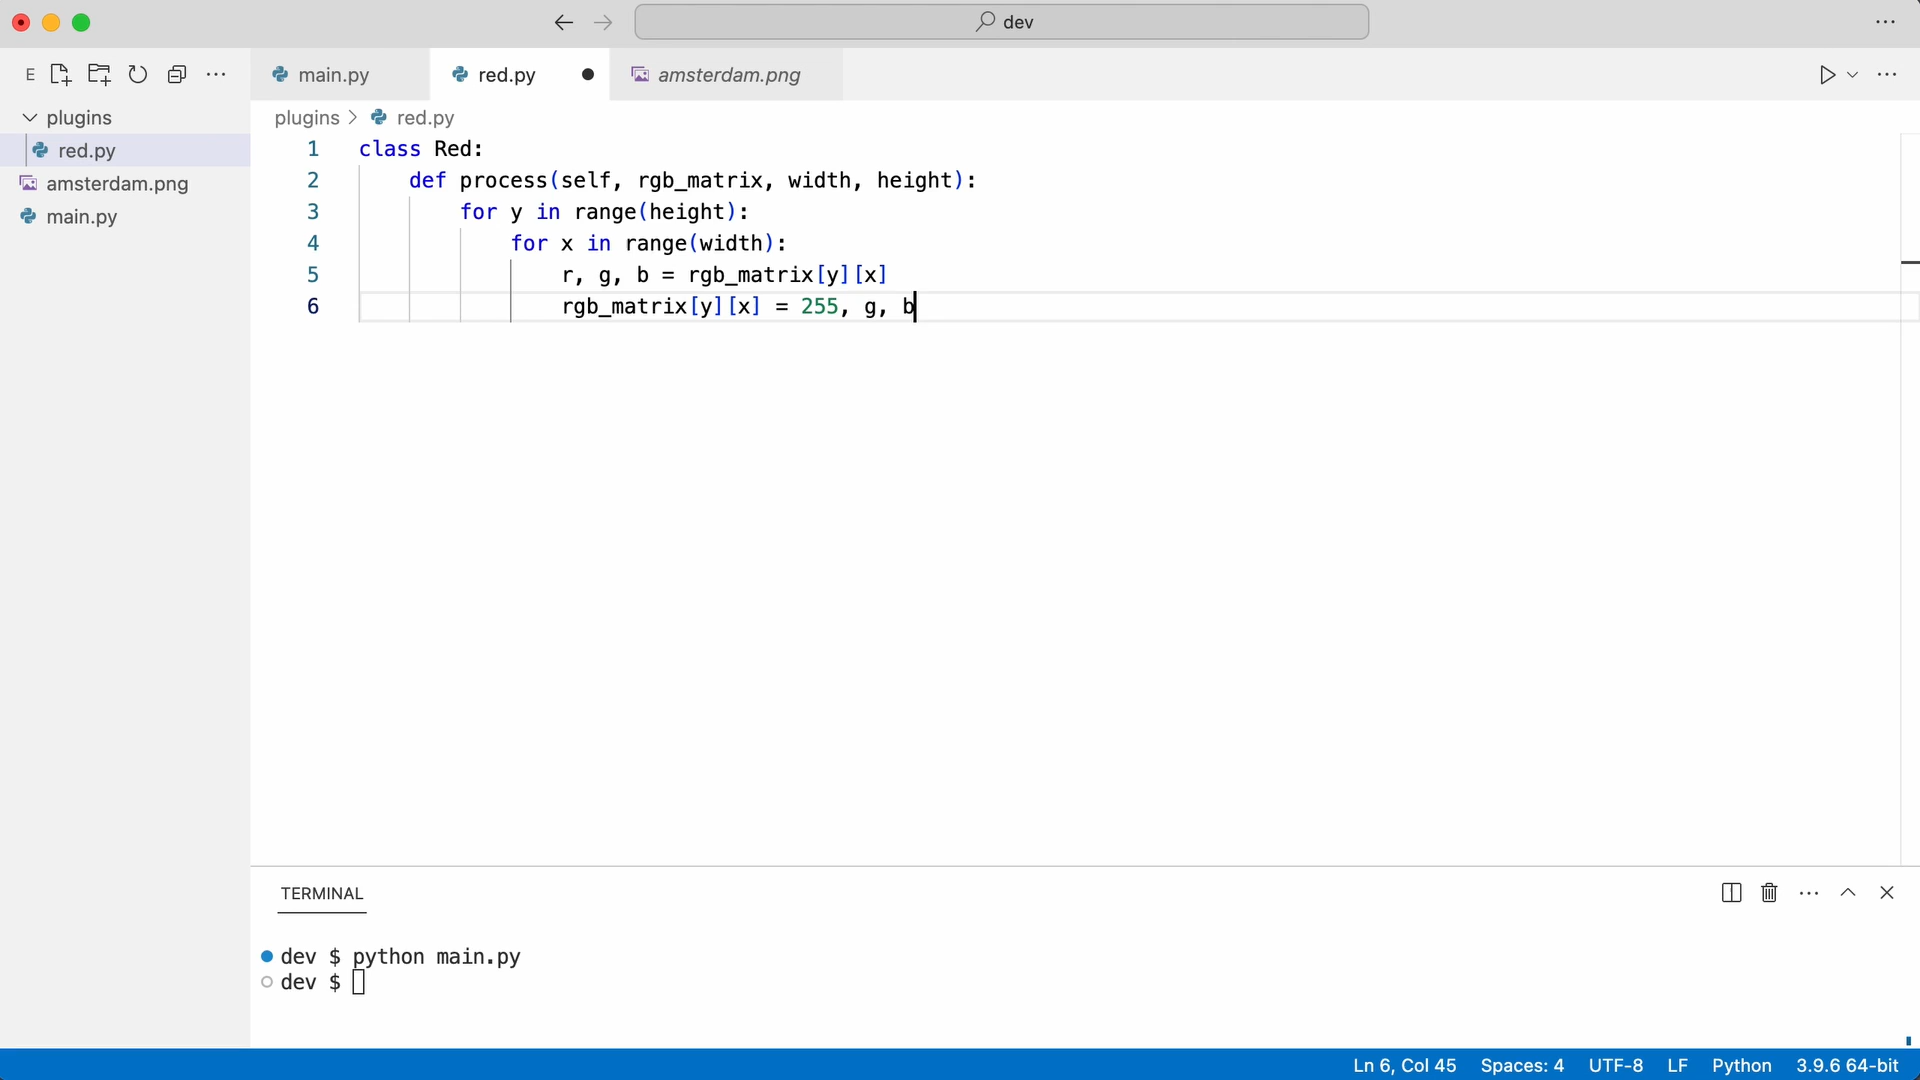 dev
E
main.py
red.py
amsterdam.png
plugins
red.py
amsterdam.png
main.py
plugins > red.py
1 class Red:
2 def process(self, rgb_matrix, width, height):
3 for y in range(height):
4 for x in range(width):
5 r, g, b = rgb_matrix[y][x]
6 rgb_matrix[y][x] = 255, g, b
TERMINAL
dev $ python main.py
dev $
Ln 6, Col 45 Spaces: 4 UTF-8 LF Python 3.9.6 64-bit